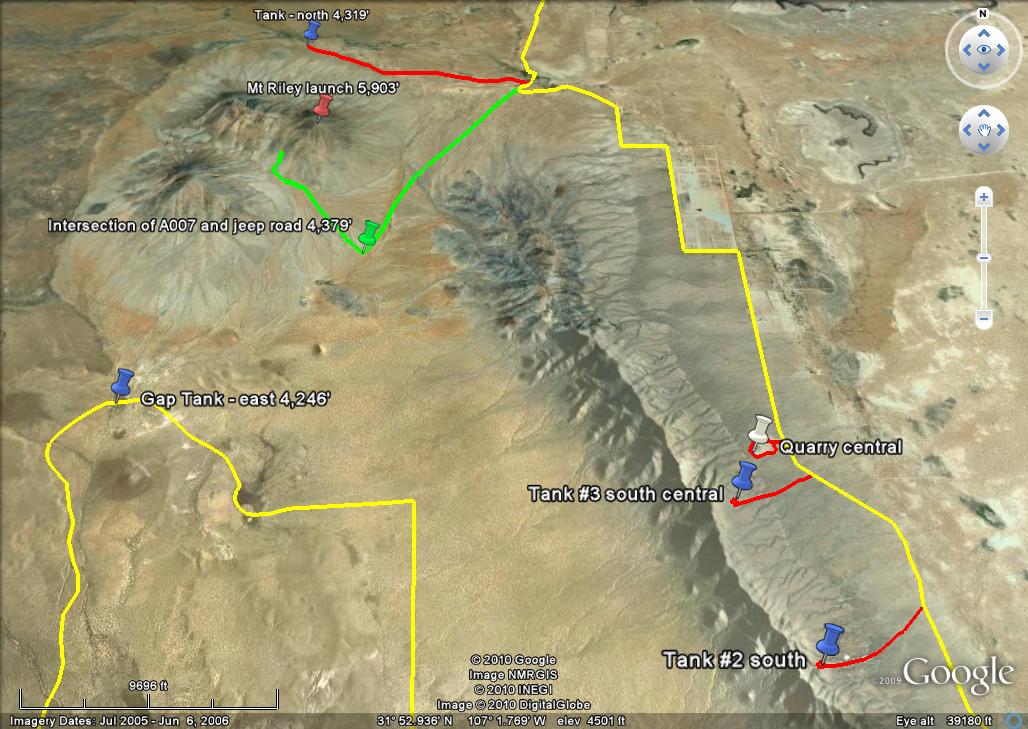 Tank - north 4,319'
N
Mt Riley launch 5,903'
Intersection of A007 and jeep road 4,379'
Gap Tank - east 4,246'
Quarry central
Tank #3 south central
Tank #2 south
© 2010 Google
Image NMRGIS
© 2010 INEGI
Image © 2010 DigitalGlobe
©2009 Google
9696 ft
Imagery Dates: Jul 2005 - Jun 6, 2006
31° 52.936' N 107° 1.769' W elev 4501 ft
Eye alt 39180 ft